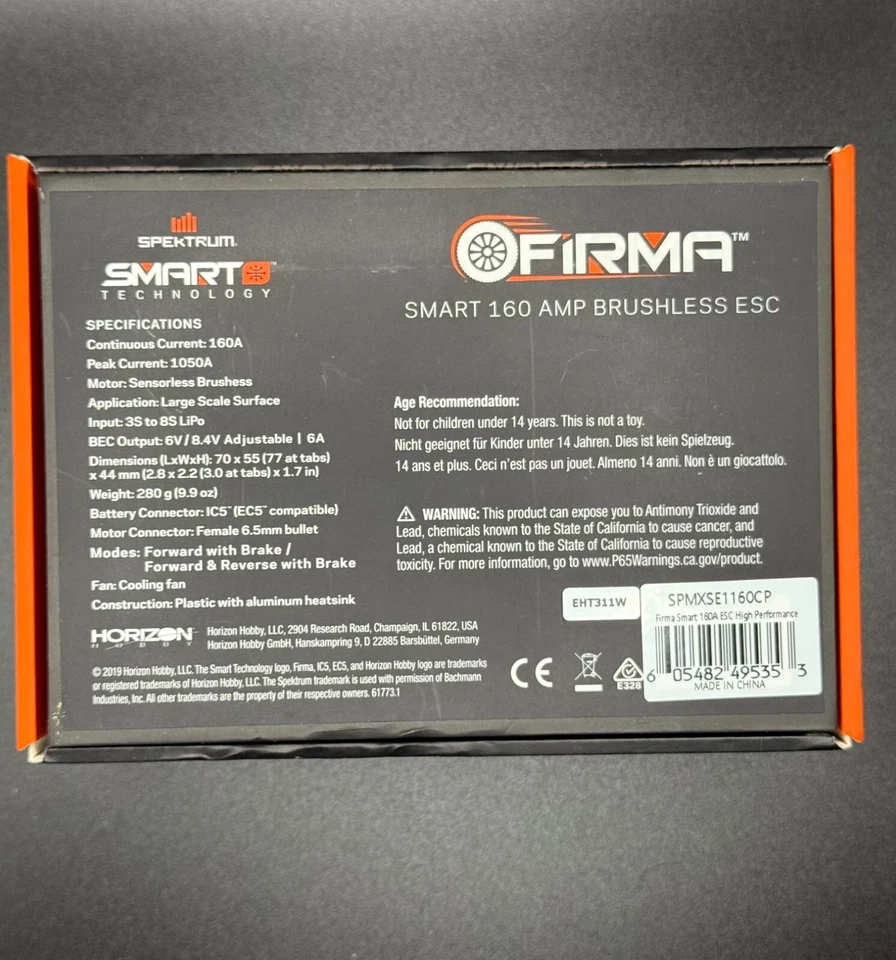 SPEKTRUM
SMART
TECHNOLOGY
SPECIFICATIONS
Continuous Current: 160A
Peak Current: 1050A
Motor: Sensorless Brushess
Application: Large Scale Surface
Input: 3S to 8S LiPo
BEC Output: 6V/8.4V Adjustable | 6A
Dimensions (LxWxH): 70 x 55 (77 at tabs)
x 44 mm (2.8 x 2.2 (3.0 at tabs) x 1.7 in)
Weight: 280 g (9.9 oz)
Battery Connector: IC5™ (EC5™ compatible)
Motor Connector: Female 6.5mm bullet
Modes: Forward with Brake /
Forward & Reverse with Brake
Fan: Cooling fan
Construction: Plastic with aluminum heatsink
FIRMA™
SMART 160 AMP BRUSHLESS ESC
Age Recommendation:
Not for children under 14 years. This is not a toy.
Nicht geeignet für Kinder unter 14 Jahren. Dies ist kein Spielzeug.
14 ans et plus. Ceci n'est pas un jouet. Almeno 14 anni. Non è un giocattolo.
WARNING: This product can expose you to Antimony Trioxide and
Lead, chemicals known to the State of California to cause cancer, and
Lead, a chemical known to the State of California to cause reproductive
toxicity. For more information, go to www.P65Warnings.ca.gov/product.
HORIZON
HOBBY
Horizon Hobby, LLC, 2904 Research Road, Champaign, IL 61822, USA
Horizon Hobby GmbH, Hanskampring 9, D 22885 Barsbüttel, Germany
© 2019 Horizon Hobby, LLC. The Smart Technology logo, Firma, IC5, EC5, and Horizon Hobby logo are trademarks
or registered trademarks of Horizon Hobby, LLC. The Spektrum trademark is used with permission of Bachmann
Industries, Inc. All other trademarks are the property of their respective owners. 61773.1
CE
E328
EHT311W
SPMXSE1160CP
Firma Smart 160A ESC High Performance
6 05482 49535 3
MADE IN CHINA